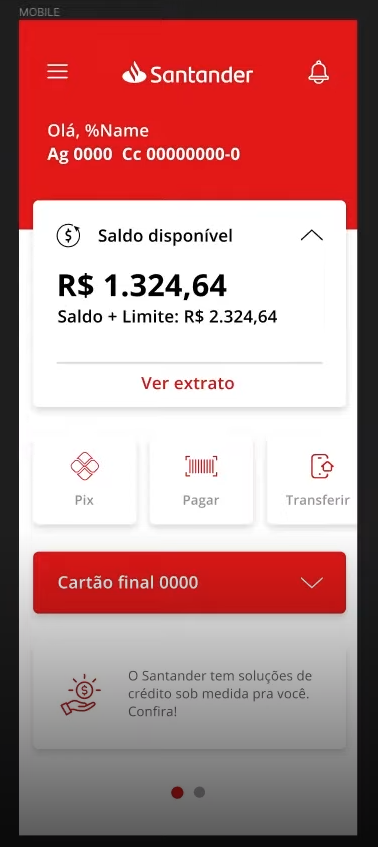 MOBILE
Santander
Olá, %Name
Ag 0000 Cc 00000000-0
Saldo disponível
R$ 1.324,64
Saldo + Limite: R$ 2.324,64
Ver extrato
Pix
Pagar
Transferir
Cartão final 0000
O Santander tem soluções de
crédito sob medida pra você.
Confira!